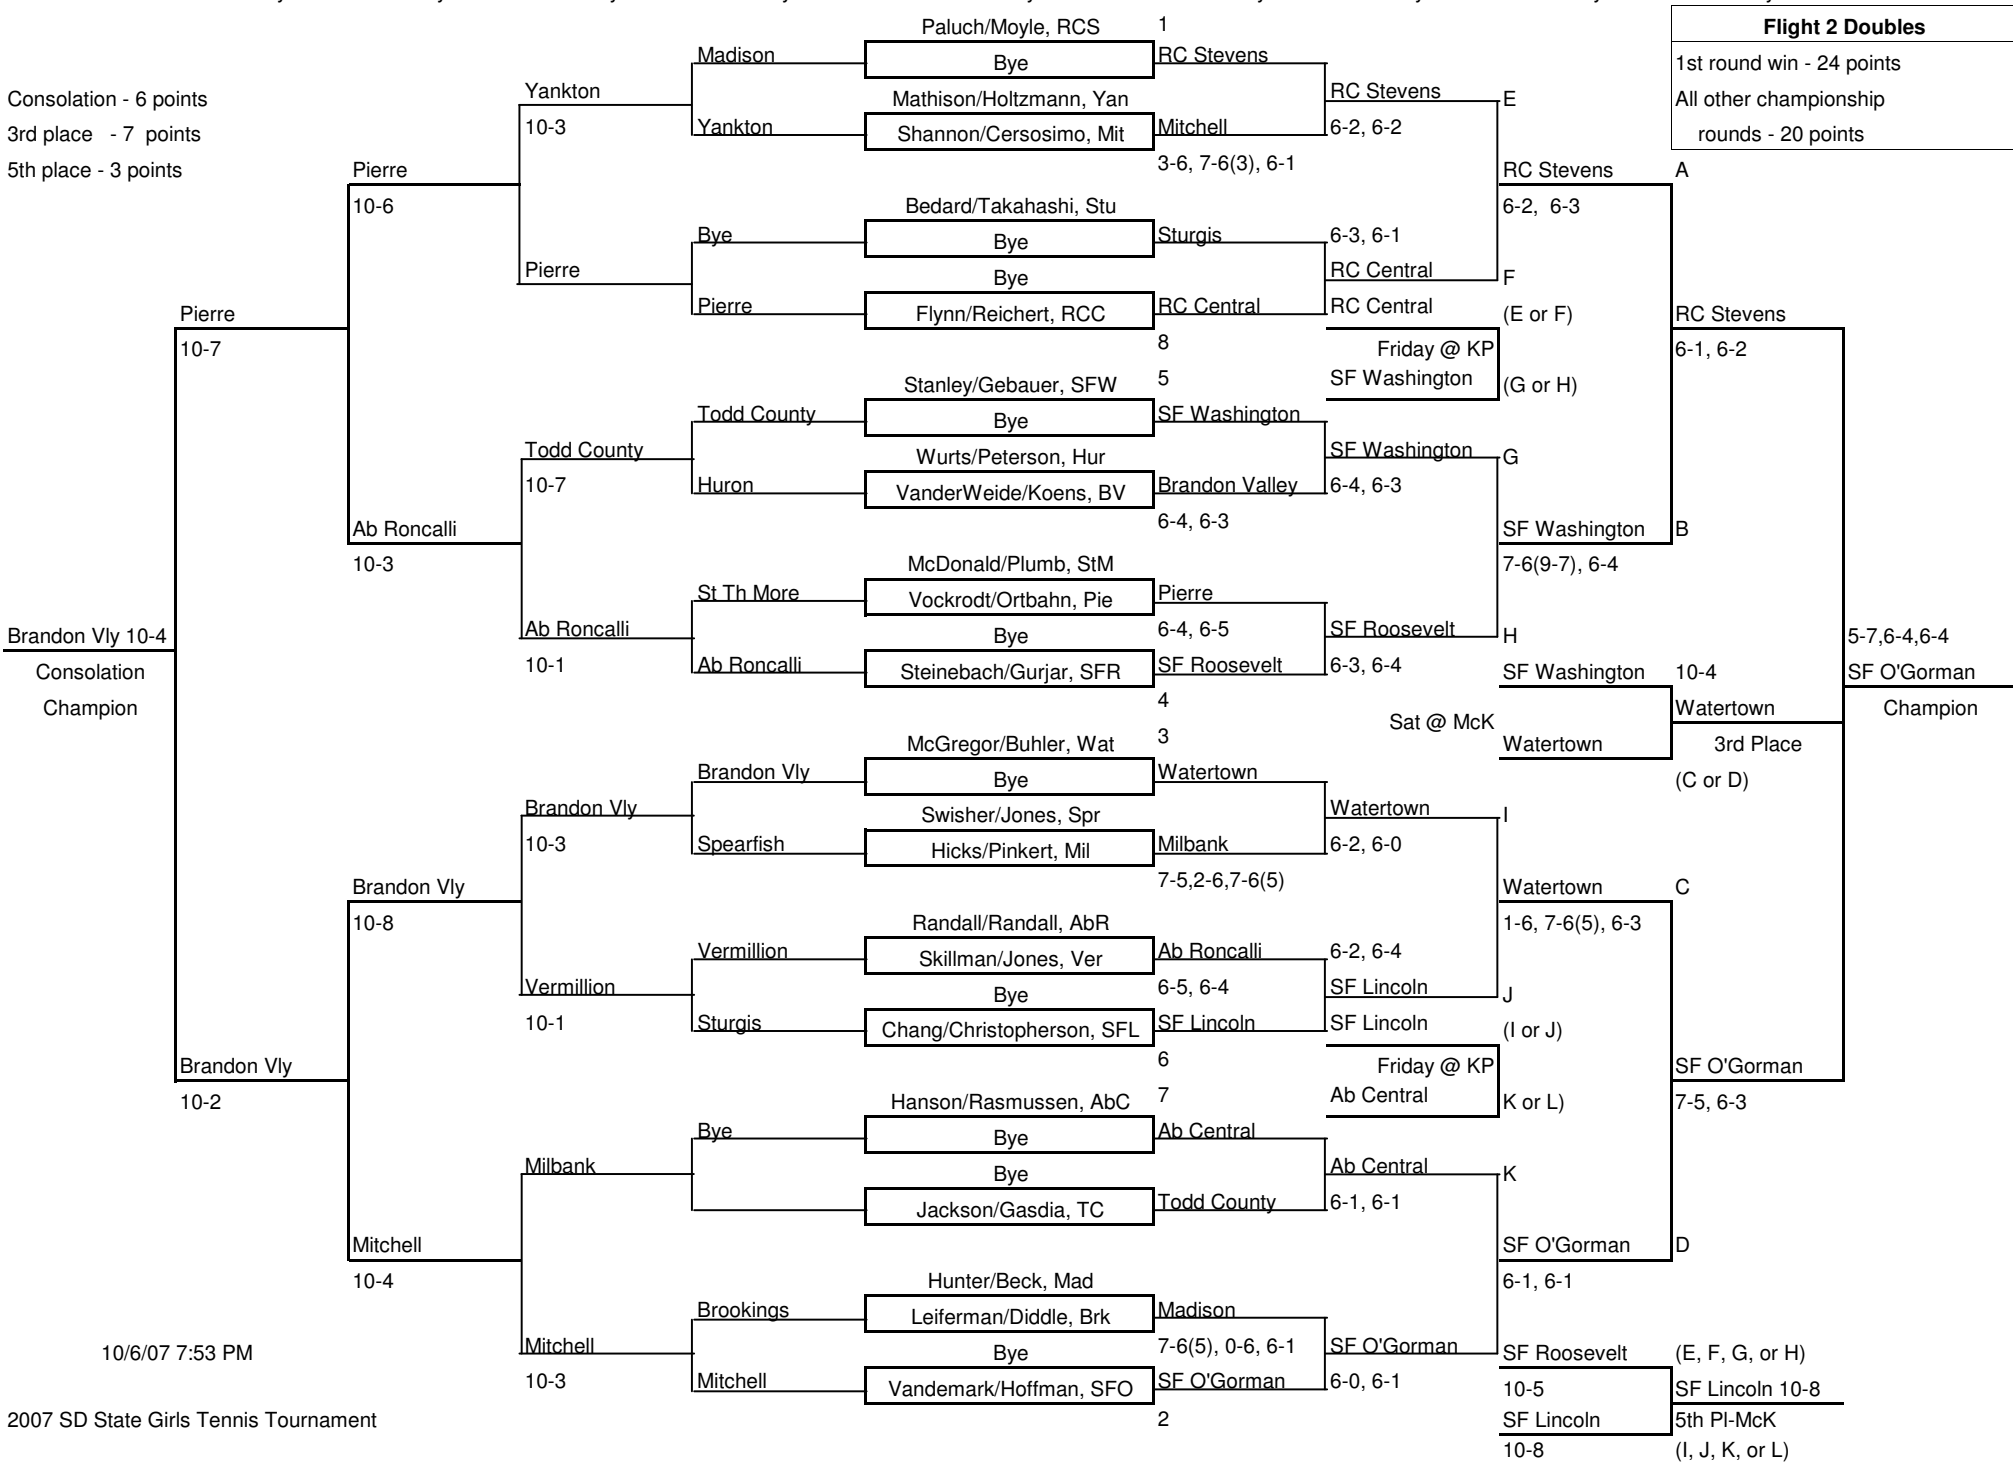 Flight 2 Doubles
1st round win - 24 points
All other championship
rounds - 20 points
Consolation - 6 points
3rd place - 7 points
5th place - 3 points
Brandon Vly 10-4
Consolation
Champion
Pierre
10-7
Brandon Vly
10-2
Pierre
10-6
Ab Roncalli
10-3
Brandon Vly
10-8
Mitchell
10-4
Yankton
10-3
Pierre
Todd County
10-7
Ab Roncalli
10-1
Brandon Vly
10-3
Vermillion
10-1
Milbank
Mitchell
10-3
Madison
Yankton
Bye
Pierre
Todd County
Huron
St Th More
Ab Roncalli
Brandon Vly
Spearfish
Vermillion
Sturgis
Bye
Brookings
Mitchell
Paluch/Moyle, RCS
Bye
Mathison/Holtzmann, Yan
Shannon/Cersosimo, Mit
Bedard/Takahashi, Stu
Bye
Bye
Flynn/Reichert, RCC
Stanley/Gebauer, SFW
Bye
Wurts/Peterson, Hur
VanderWeide/Koens, BV
McDonald/Plumb, StM
Vockrodt/Ortbahn, Pie
Bye
Steinebach/Gurjar, SFR
McGregor/Buhler, Wat
Bye
Swisher/Jones, Spr
Hicks/Pinkert, Mil
Randall/Randall, AbR
Skillman/Jones, Ver
Bye
Chang/Christopherson, SFL
Hanson/Rasmussen, AbC
Bye
Bye
Jackson/Gasdia, TC
Hunter/Beck, Mad
Leiferman/Diddle, Brk
Bye
Vandemark/Hoffman, SFO
1
RC Stevens
Mitchell
3-6, 7-6(3), 6-1
Sturgis
RC Central
8
5
SF Washington
Brandon Valley
6-4, 6-3
Pierre
6-4, 6-5
SF Roosevelt
4
3
Watertown
Milbank
7-5,2-6,7-6(5)
Ab Roncalli
6-5, 6-4
SF Lincoln
6
7
Ab Central
Todd County
Madison
7-6(5), 0-6, 6-1
SF O'Gorman
2
RC Stevens
6-2, 6-2
6-3, 6-1
RC Central
RC Central
Friday @ KP
SF Washington
SF Washington
6-4, 6-3
SF Roosevelt
6-3, 6-4
Sat @ McK
Watertown
6-2, 6-0
6-2, 6-4
SF Lincoln
SF Lincoln
Friday @ KP
Ab Central
Ab Central
6-1, 6-1
SF O'Gorman
6-0, 6-1
E
RC Stevens
6-2, 6-3
F
(E or F)
(G or H)
G
SF Washington
7-6(9-7), 6-4
H
SF Washington
Watertown
I
Watertown
1-6, 7-6(5), 6-3
J
(I or J)
K or L)
K
SF O'Gorman
6-1, 6-1
SF Roosevelt
10-5
SF Lincoln
10-8
A
RC Stevens
6-1, 6-2
B
10-4
Watertown
3rd Place
(C or D)
C
SF O'Gorman
7-5, 6-3
D
(E, F, G, or H)
SF Lincoln 10-8
5th Pl-McK
(I, J, K, or L)
5-7,6-4,6-4
SF O'Gorman
Champion
10/6/07 7:53 PM
2007 SD State Girls Tennis Tournament